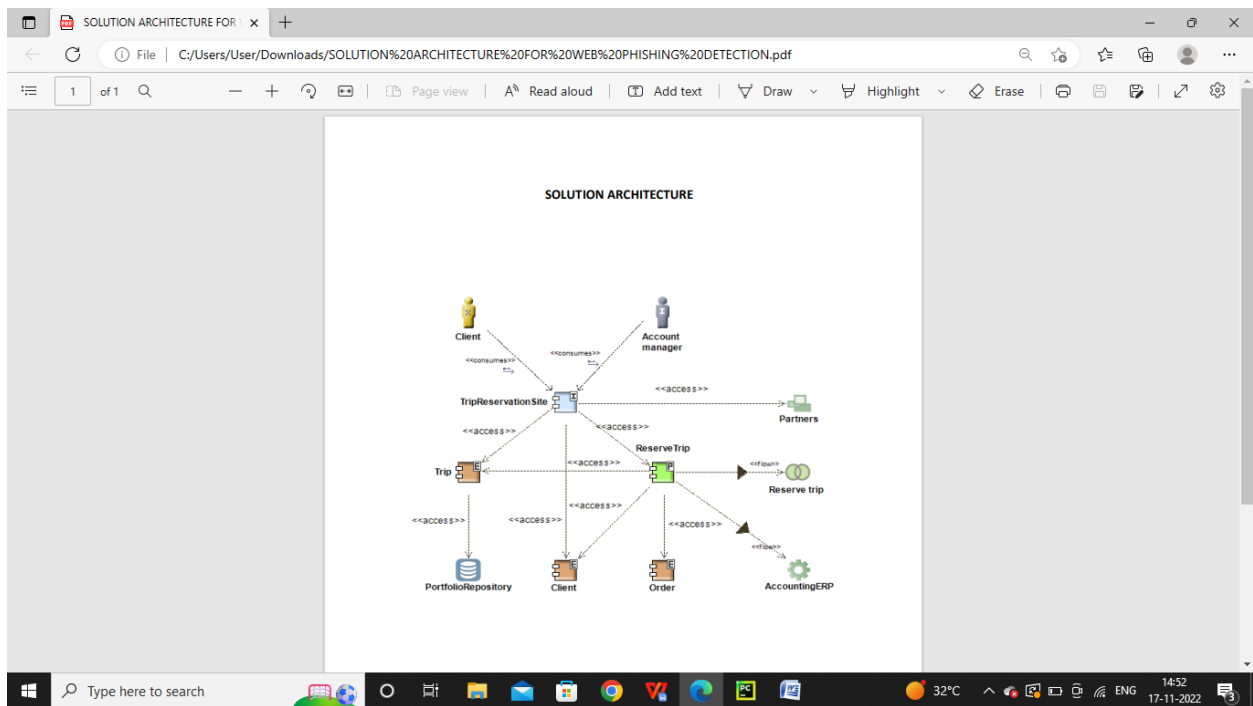 SOLUTION ARCHITECTURE FOR
File
C:/Users/User/Downloads/SOLUTION%20ARCHITECTURE%20FOR%20WEB%20PHISHING%20DETECTION.pdf
1 of 1
Page view
Read aloud
Add text
Draw
Highlight
Erase
SOLUTION ARCHITECTURE
Client
Account
manager
<<consumes>>
<<consumes>>
TripReservationSite
<<access>>
Partners
<<access>>
<<access>>
ReserveTrip
Trip
<<access>>
<<flow>>
Reserve trip
<<access>>
<<access>>
<<access>>
<<access>>
<<flow>>
PortfolioRepository
Client
Order
AccountingERP
Type here to search
PC
32°C
ENG
14:52
17-11-2022
3